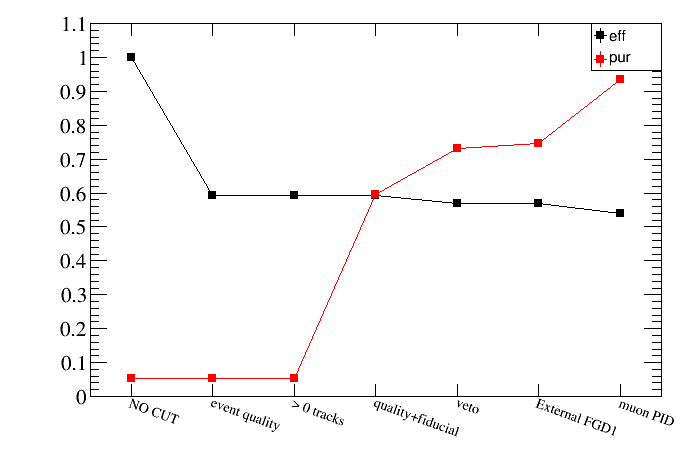 1.1
eff
pur
1
0.9
0.8
0.7
0.6
0.5
0.4
0.3
0.2
0.1
0
NO CUT
event quality
> 0 tracks
quality+fiducial
veto
External FGD1
muon PID